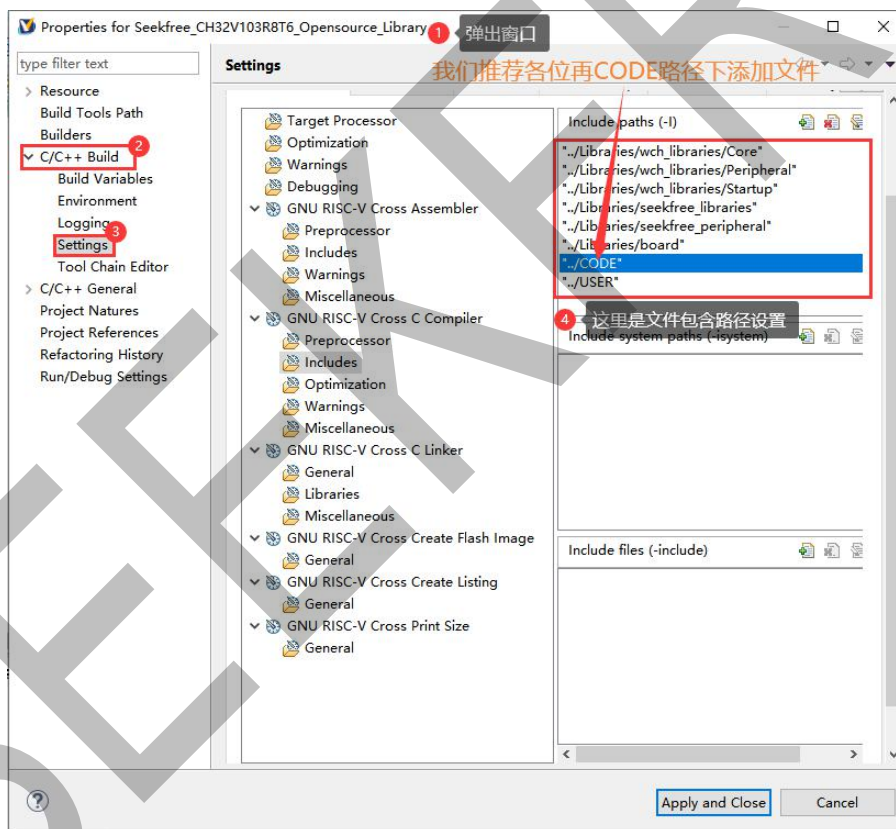 Properties for Seekfree_CH32V103R8T6_Opensource_Library
1 弹出窗口
type filter text
Settings
我们推荐各位再CODE路径下添加文件
Resource
Build Tools Path
Builders
C/C++ Build
2
Build Variables
Environment
Logging
3
Settings
Tool Chain Editor
C/C++ General
Project Natures
Project References
Refactoring History
Run/Debug Settings
Target Processor
Optimization
Warnings
Debugging
GNU RISC-V Cross Assembler
Preprocessor
Includes
Warnings
Miscellaneous
GNU RISC-V Cross C Compiler
Preprocessor
Includes
Optimization
Warnings
Miscellaneous
GNU RISC-V Cross C Linker
General
Libraries
Miscellaneous
GNU RISC-V Cross Create Flash Image
General
GNU RISC-V Cross Create Listing
General
GNU RISC-V Cross Print Size
General
Include paths (-I)
"../Libraries/wch_libraries/Core"
"../Libraries/wch_libraries/Peripheral"
"../Libraries/wch_libraries/Startup"
"../Libraries/seekfree_libraries"
"../Libraries/seekfree_peripheral"
"../Libraries/board"
"../CODE"
"../USER"
4 这里是文件包含路径设置
Include system paths (-isystem)
Include files (-include)
Apply and Close
Cancel